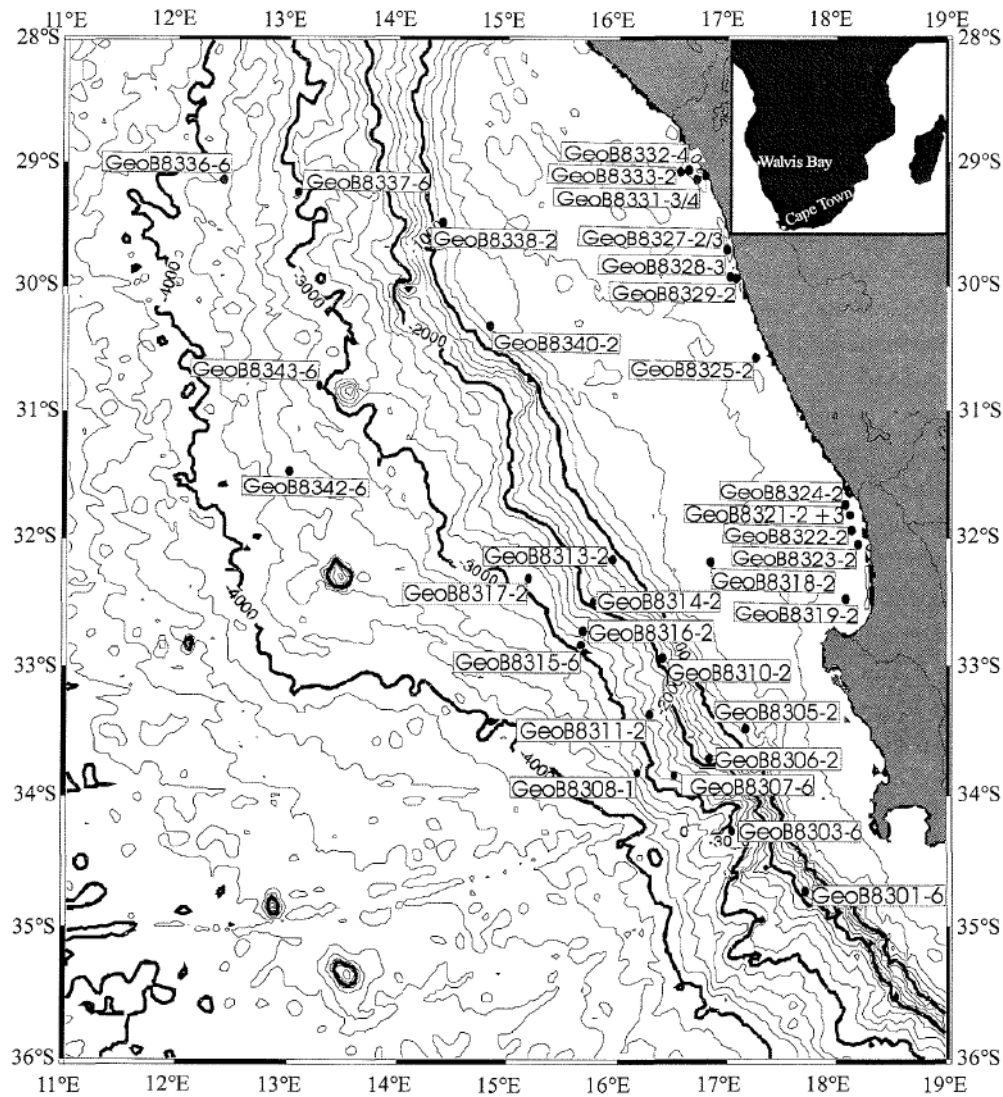 11°E 12°E 13°E 14°E 15°E 16°E 17°E 18°E 19°E
28°S 28°S
GeoB8332-4
Walvis Bay
29°S GeoB8336-6 29°S
GeoB8337-6
GeoB8333-2
GeoB8331-3/4
Cape Town
GeoB8338-2
GeoB8327-2/3
GeoB8328-3
30°S -4000 -3000 30°S
GeoB8329-2
-2000
GeoB8340-2
GeoB8343-6
GeoB8325-2
31°S 31°S
GeoB8342-6
GeoB8324-2
GeoB8321-2 +3
32°S GeoB8322-2 32°S
GeoB8313-2
GeoB8323-2
-3000
GeoB8318-2
-4000
GeoB8317-2
GeoB8314-2
GeoB8319-2
GeoB8316-2
33°S GeoB8315-6 33°S
GeoB8310-2
GeoB8305-2
GeoB8311-2
-4000
GeoB8306-2
34°S GeoB8308-1 GeoB8307-6 34°S
GeoB8303-6
-30
GeoB8301-6
35°S 35°S
36°S 36°S
11°E 12°E 13°E 14°E 15°E 16°E 17°E 18°E 19°E